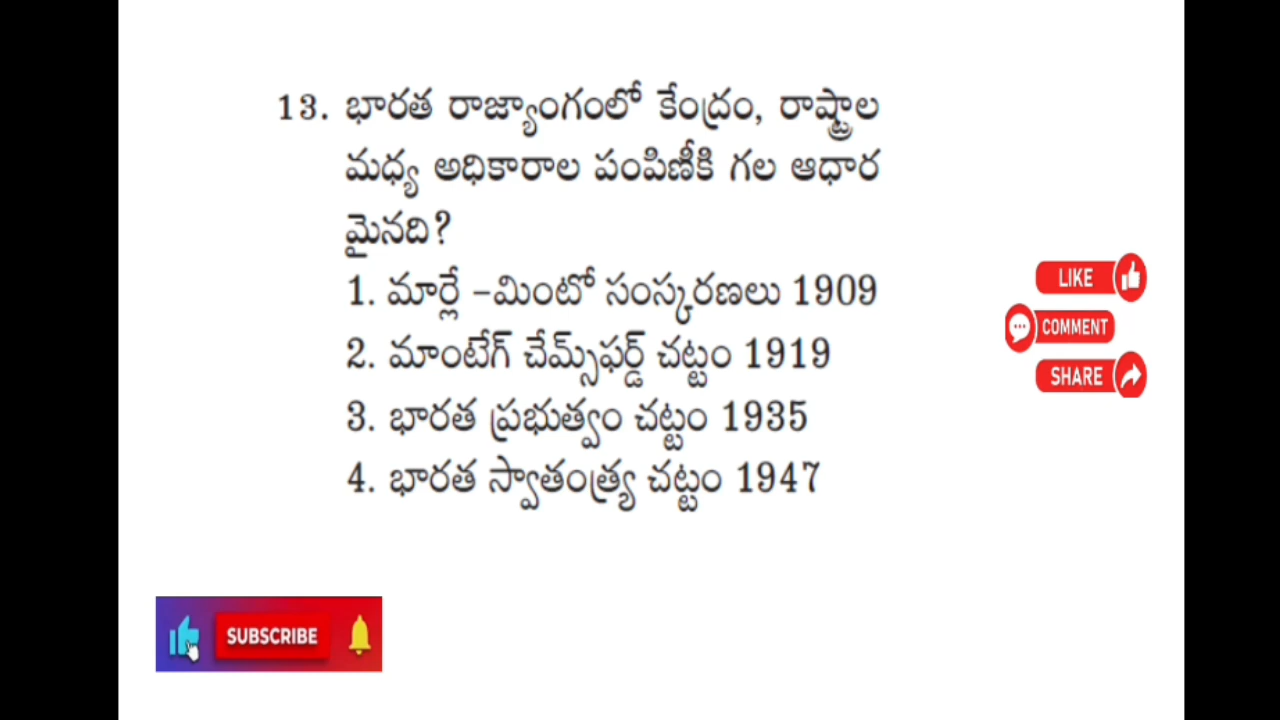 13. భారత రాజ్యాంగంలో కేంద్రం, రాష్ట్రాల
మధ్య అధికారాల పంపిణీకి గల ఆధార
మైనది?
1. మార్లే -మింటో సంస్కరణలు 1909
2. మాంటేగ్ చేమ్స్‌ఫర్డ్ చట్టం 1919
3. భారత ప్రభుత్వం చట్టం 1935
4. భారత స్వాతంత్ర్య చట్టం 1947
LIKE
COMMENT
SHARE
SUBSCRIBE